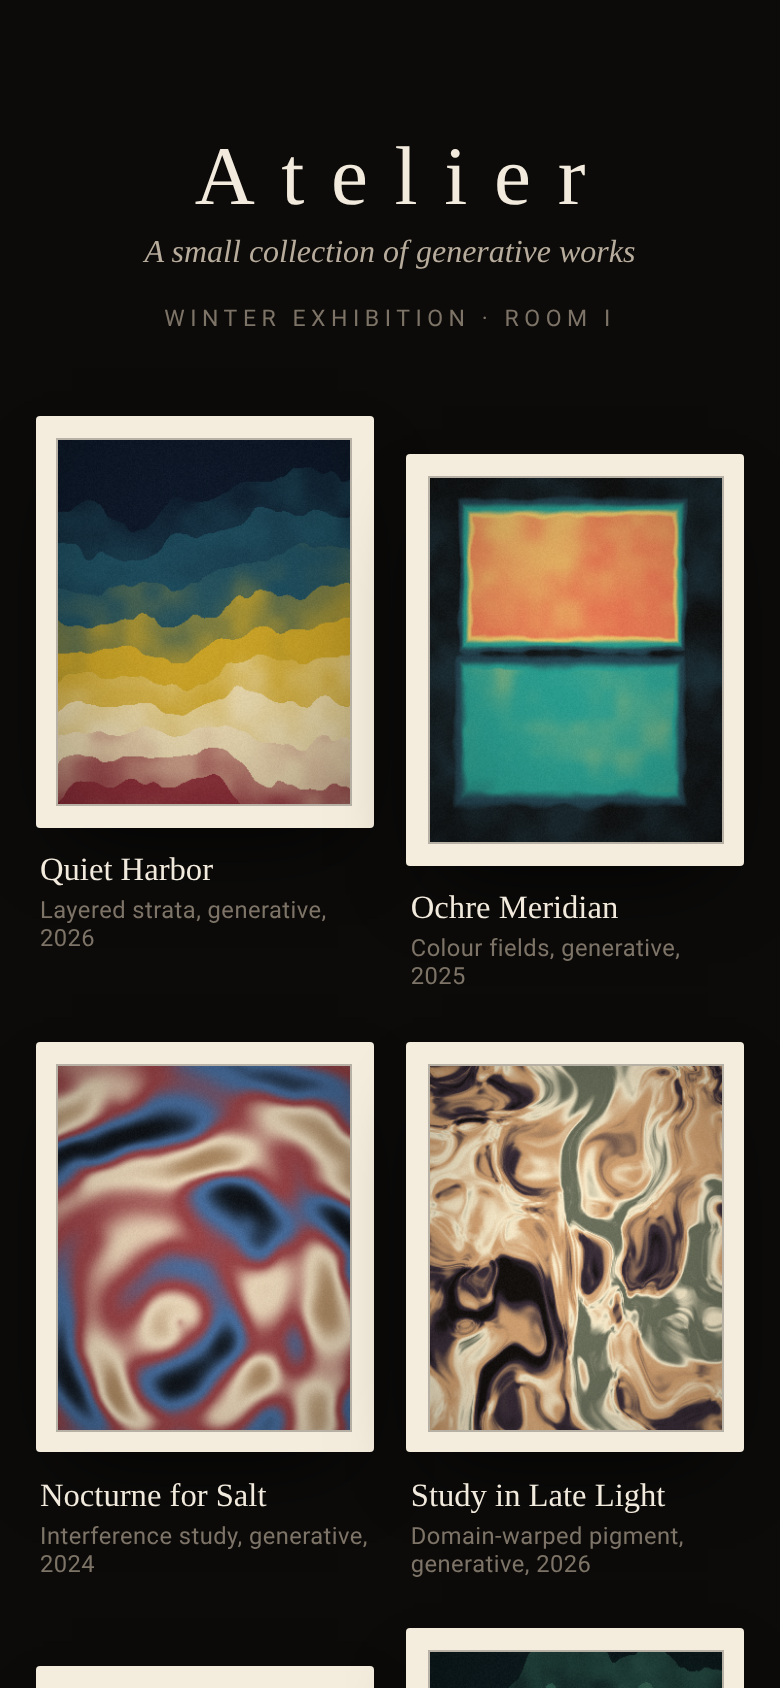 Atelier
A small collection of generative works
WINTER EXHIBITION · ROOM I
Quiet Harbor
Layered strata, generative,
2026
Ochre Meridian
Colour fields, generative,
2025
Nocturne for Salt
Interference study, generative,
2024
Study in Late Light
Domain-warped pigment,
generative, 2026